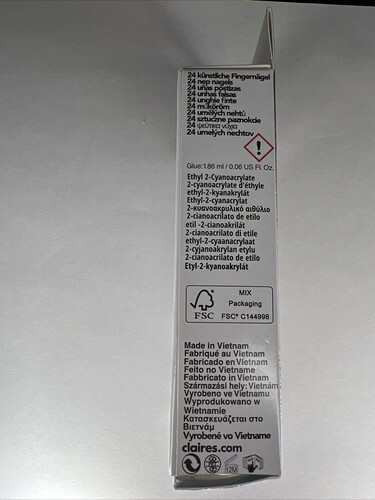 24 künstliche Fingernägel
24 nep nagels
24 uñas postizas
24 unhas falsas
24 unghie finte
24 műköröm
24 umělých nehtů
24 sztuczne paznokcie
24 ψεύτικα νύχα
24 umelých nechtov
Glue:1.86 ml / 0.06 US Fl. Oz.
Ethyl 2-Cyanoacrylate
2-cyanoacrylate d'éthyle
ethyl-2-kyanakrylát
Ethyl-2-cyanacrylat
2-κυανοακρυλικό αιθύλιο
2-cianoacrilato de etilo
etil -2-cianoakrilát
2-cianoacrilato di etile
ethyl-2-cyaanacrylaat
2-cyjanoakrylan etylu
2-cianoacrilato de etilo
Etyl-2-kyanoakrylát
FSC
MIX
Packaging
FSC® C144998
Made in Vietnam
Fabriqué au Vietnam
Fabricado en Vietnam
Feito no Vietname
Fabbricato in Vietnam
Származási hely: Vietnám
Vyrobeno ve Vietnamu
Wyprodukowano w
Wietnamie
Κατασκευάζεται στο
Βιετνάμ
Vyrobené vo Vietname
claires.com
12M